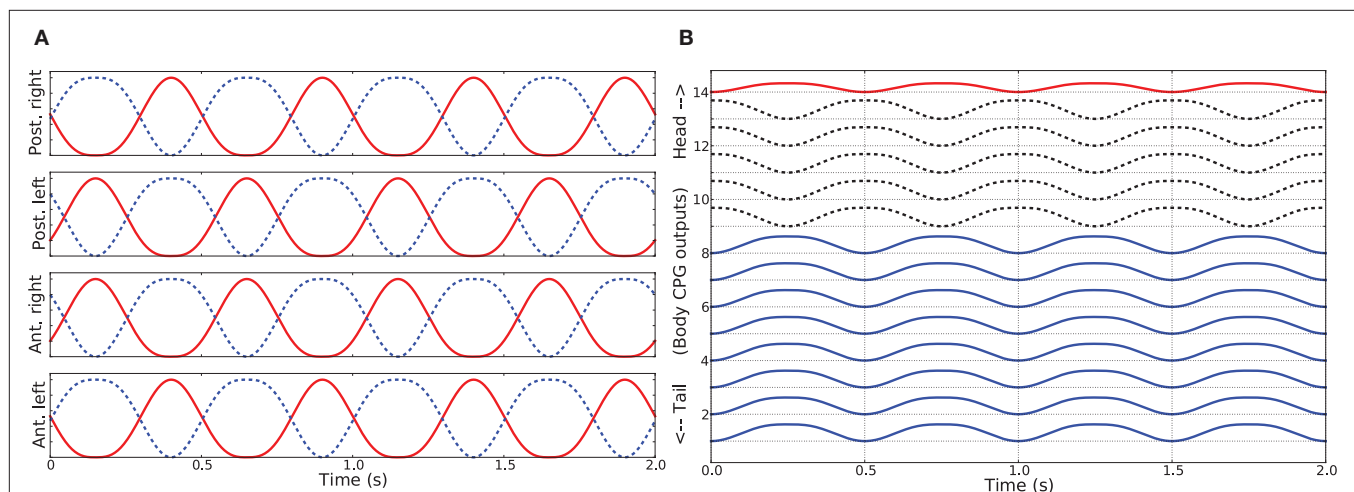 A
Post. right
Post. left
Ant. right
Ant. left
0 0.5 1.0 1.5 2.0
Time (s)
B
<-- Tail (Body CPG outputs) Head -->
14
12
10
8
6
4
2
0.0 0.5 1.0 1.5 2.0
Time (s)